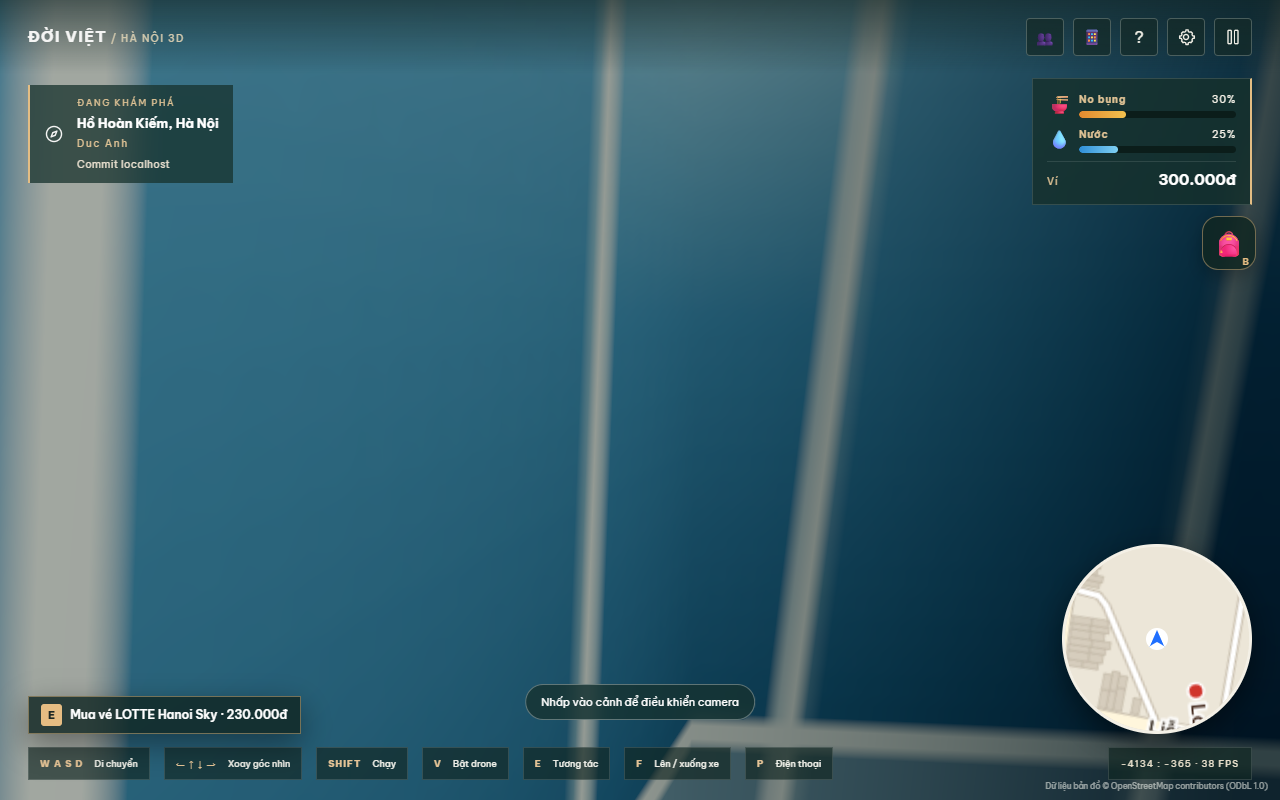 ĐỜI VIỆT / HÀ NỘI 3D
?
ĐANG KHÁM PHÁ
Hồ Hoàn Kiếm, Hà Nội
Duc Anh
Commit localhost
No bụng 30%
Nước 25%
Ví 300.000đ
B
E Mua vé LOTTE Hanoi Sky · 230.000đ
Nhấp vào cảnh để điều khiển camera
W A S D Di chuyển
←↑↓→ Xoay góc nhìn
SHIFT Chạy
V Bật drone
E Tương tác
F Lên / xuống xe
P Điện thoại
-4134 : -365 · 38 FPS
Dữ liệu bản đồ © OpenStreetMap contributors (ODbL 1.0)